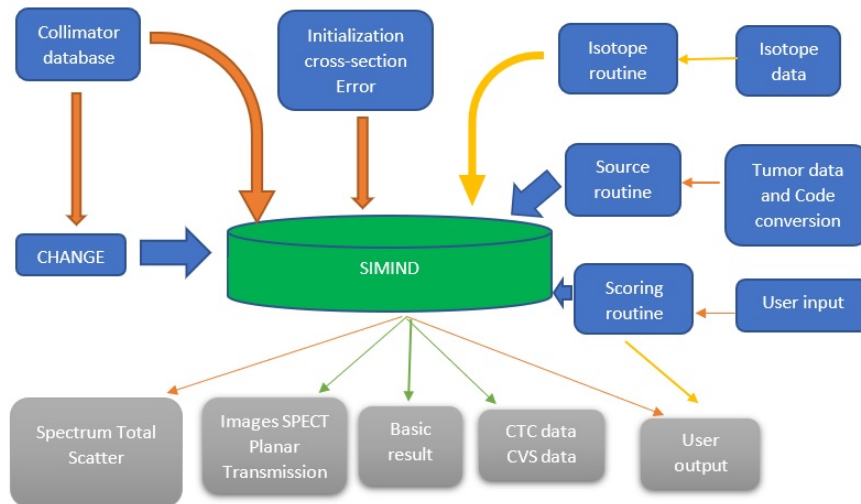 Collimator
database
Initialization
cross-section
Error
Isotope
routine
Isotope
data
Source
routine
Tumor data
and Code
conversion
CHANGE
SIMIND
Scoring
routine
User input
Spectrum Total
Scatter
Images SPECT
Planar
Transmission
Basic
result
CTC data
CVS data
User
output